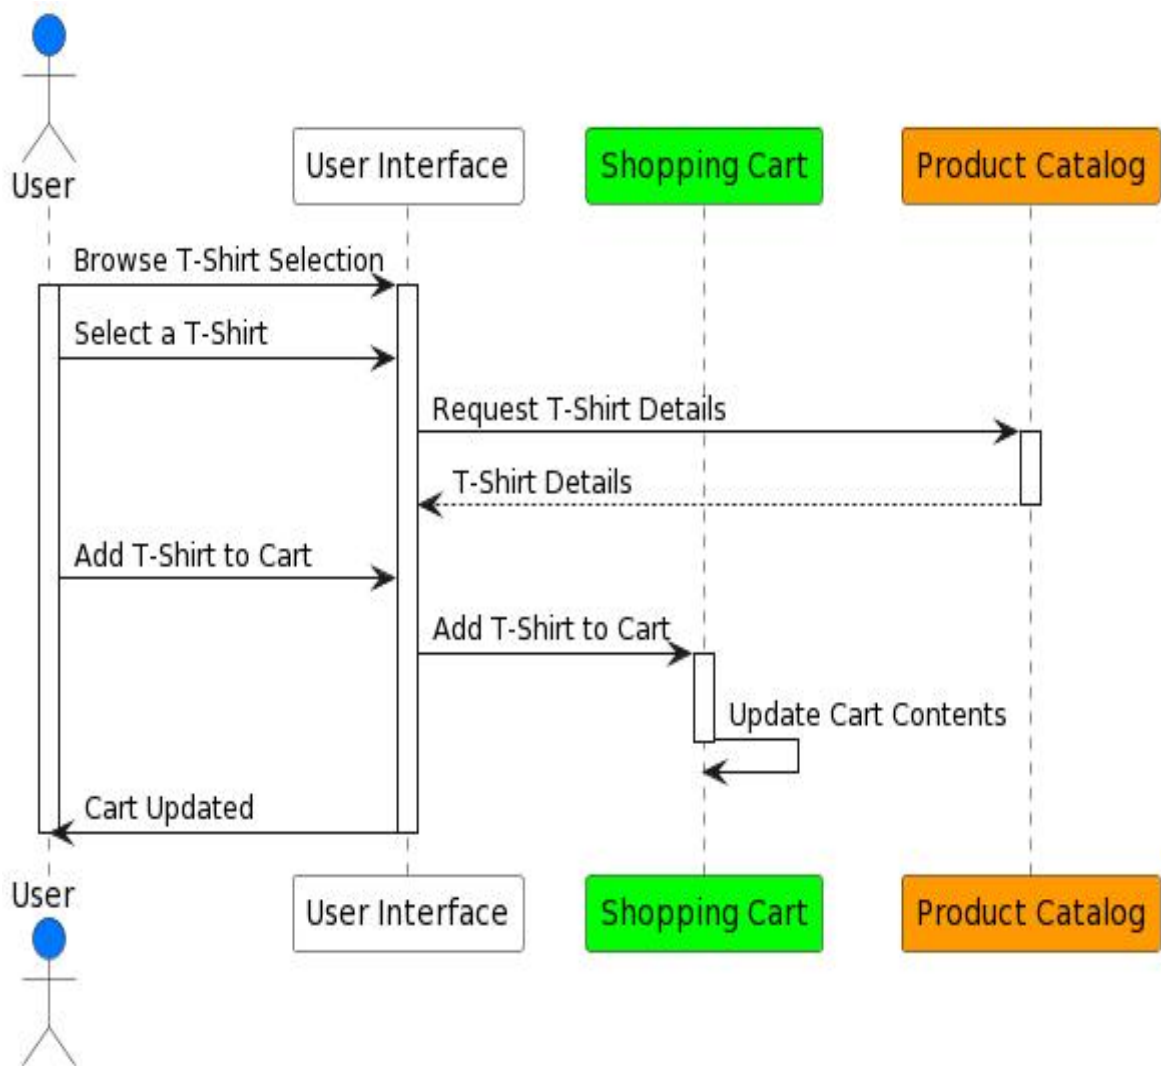 User
User Interface
Shopping Cart
Product Catalog
Browse T-Shirt Selection
Select a T-Shirt
Request T-Shirt Details
T-Shirt Details
Add T-Shirt to Cart
Add T-Shirt to Cart
Update Cart Contents
Cart Updated
User
User Interface
Shopping Cart
Product Catalog